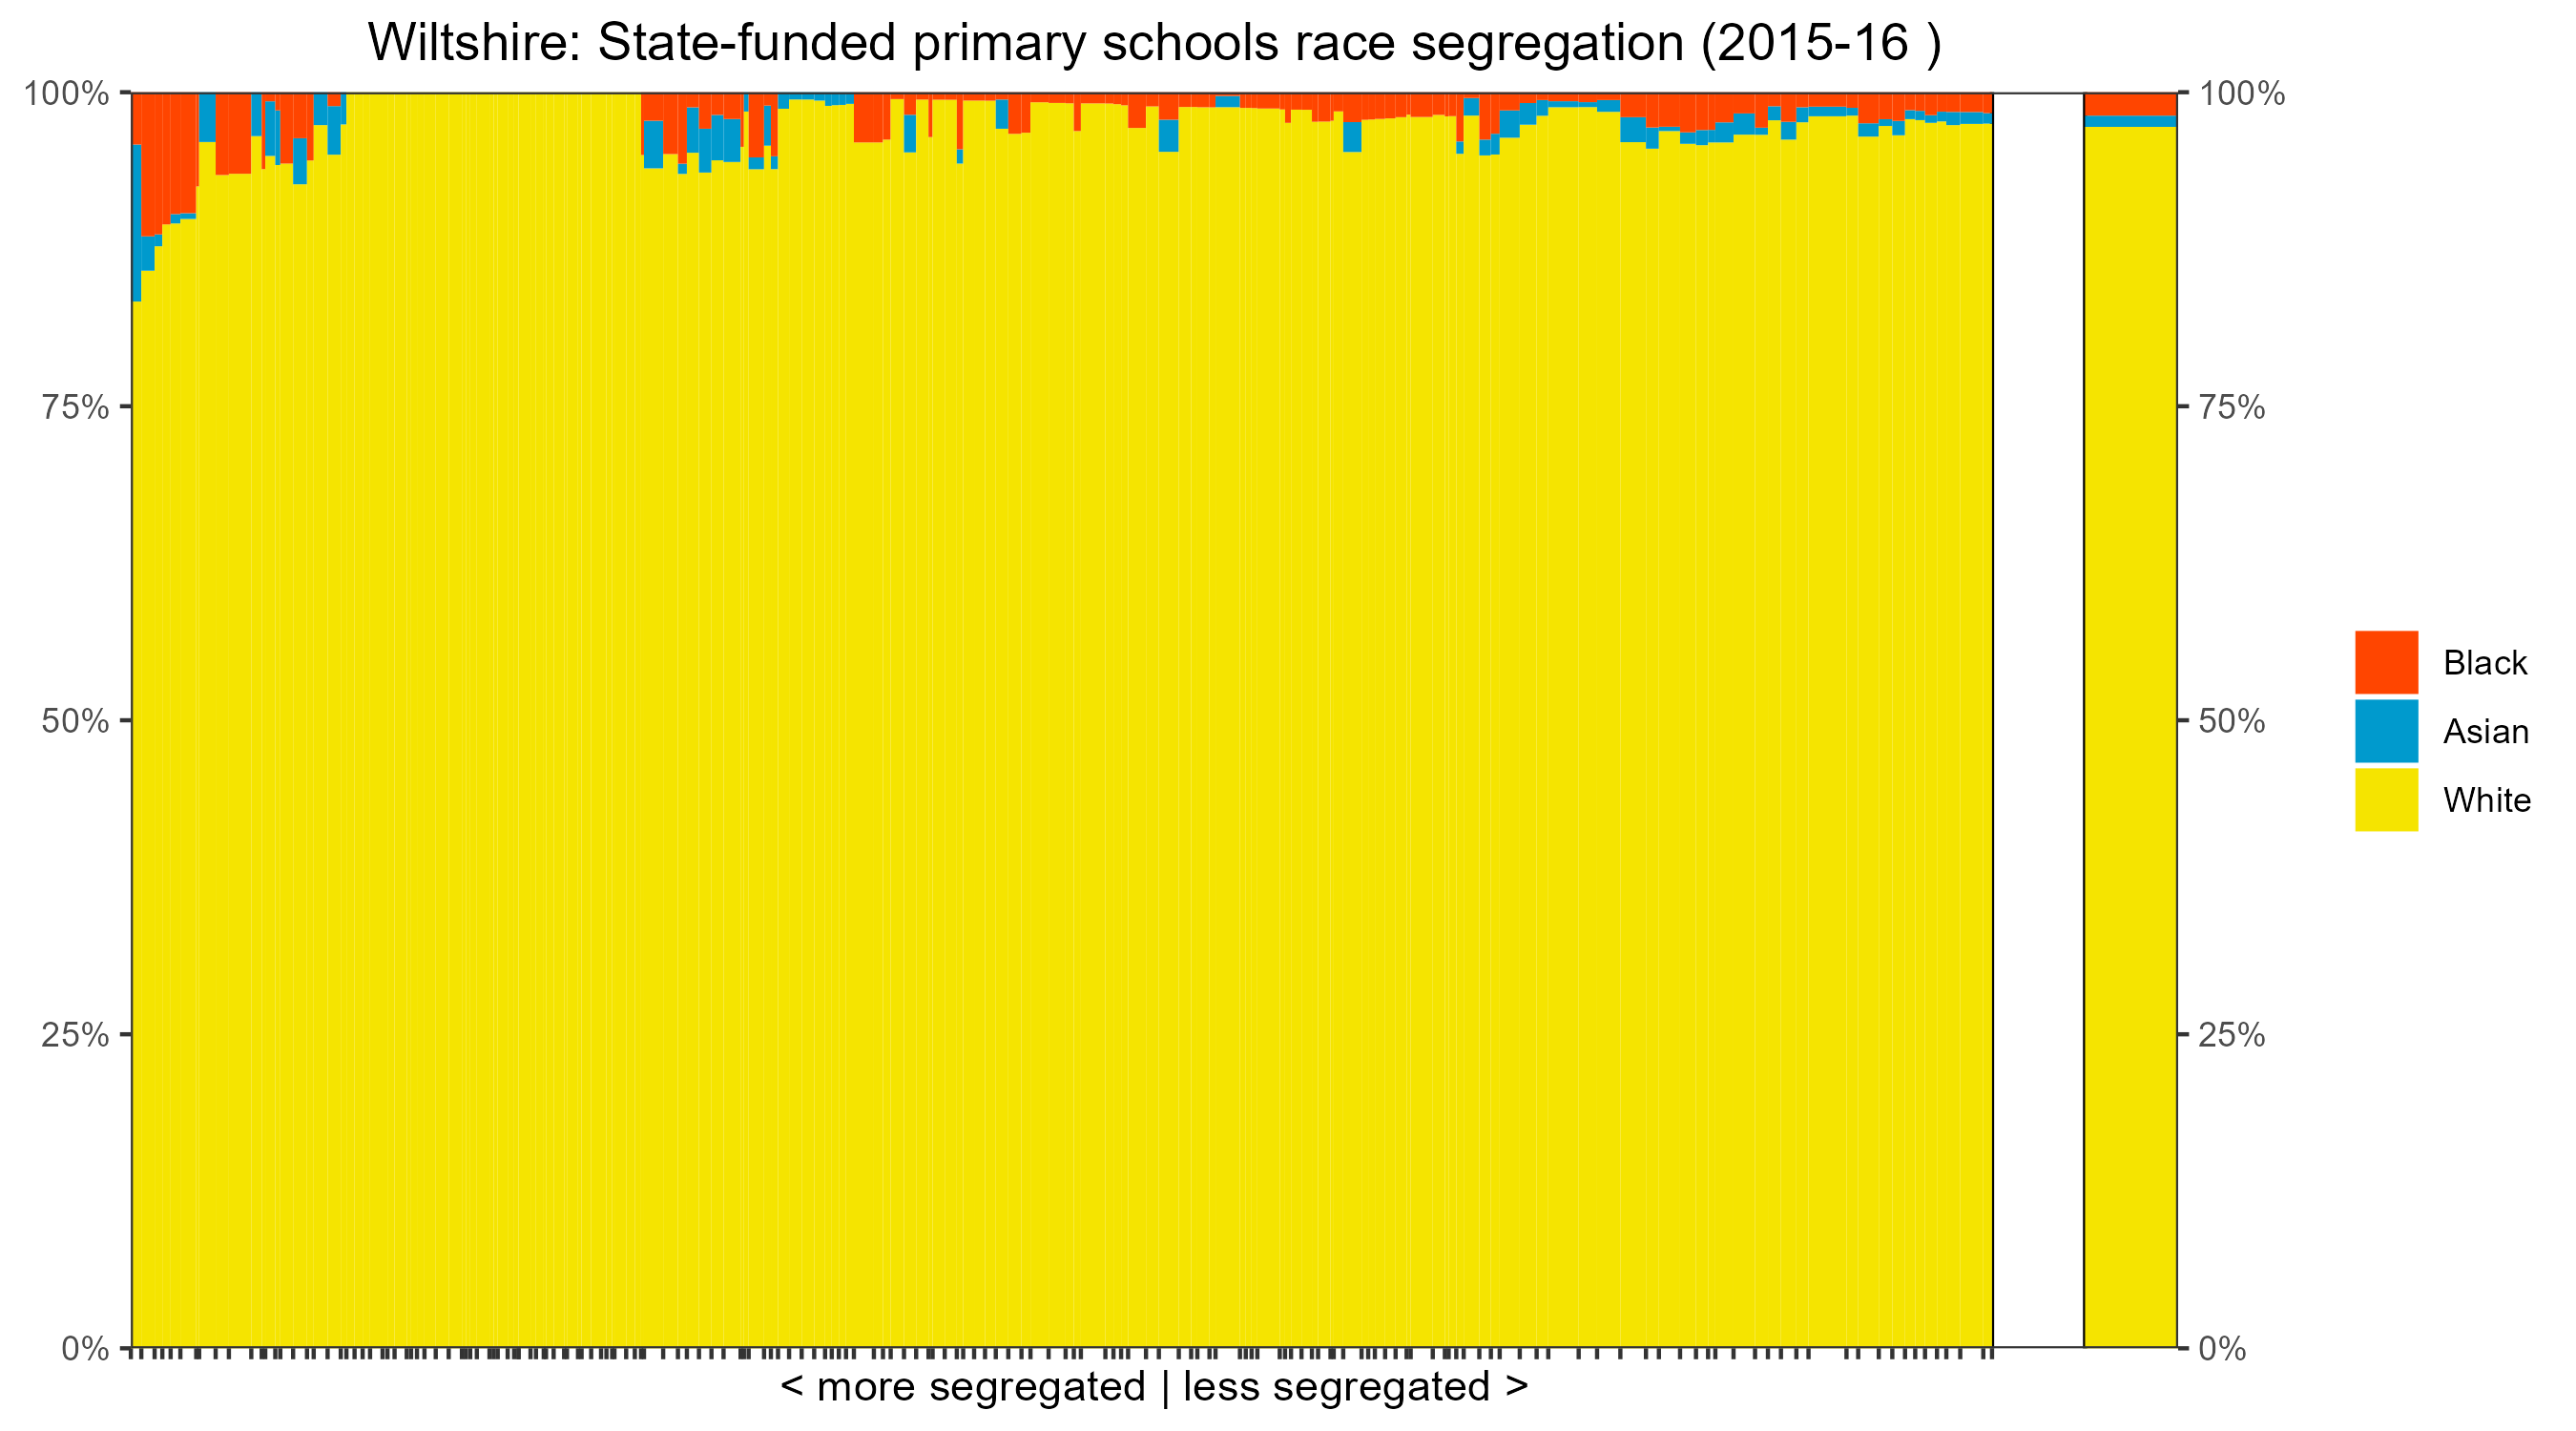 Wiltshire: State-funded primary schools race segregation (2015-16 )
100%
75%
50%
25%
0%
100%
75%
50%
25%
0%
Black
Asian
White
< more segregated | less segregated >